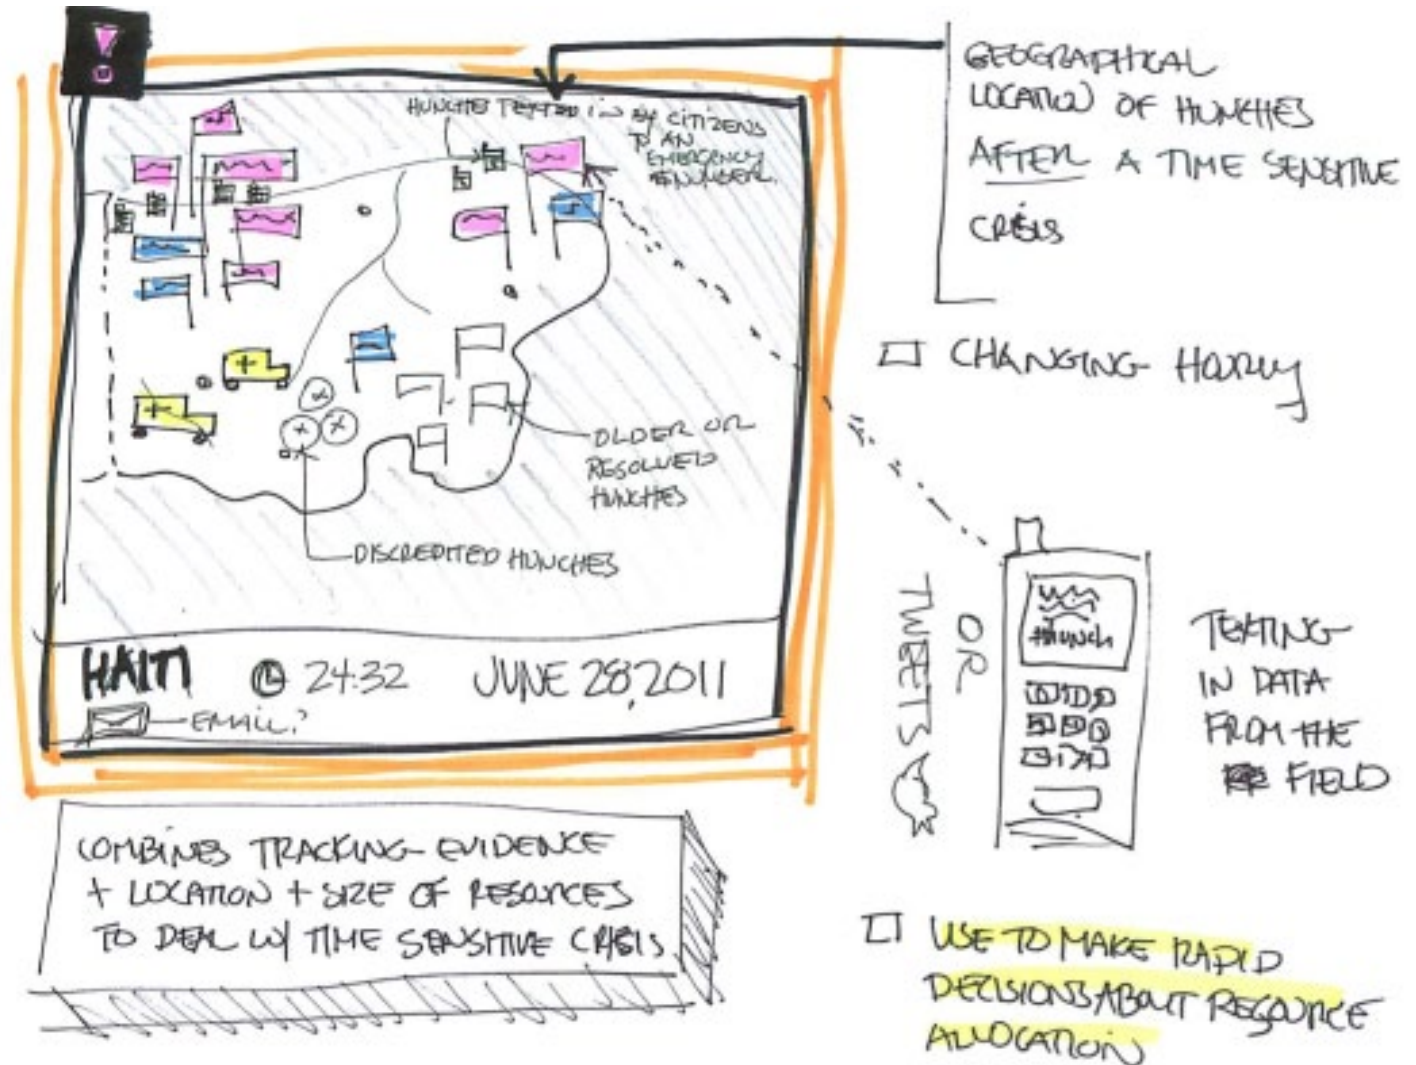 !
HUNCHES TEXTED IN BY CITIZENS
TO AN
EMERGENCY
NUMBER.
GEOGRAPHICAL
LOCATION OF HUNCHES
AFTER A TIME SENSITIVE
CRISIS
CHANGING HOURLY
OLDER OR
RESOLVED
HUNCHES
DISCREDITED HUNCHES
HAITI 24:32 JUNE 28, 2011
EMAIL?
OR
TWEETS
#hunch
TEXTING
IN DATA
FROM THE
FIELD
COMBINES TRACKING EVIDENCE
+ LOCATION + SIZE OF RESOURCES
TO DEAL W/ TIME SENSITIVE CRISIS.
USE TO MAKE RAPID
DECISIONS ABOUT RESOURCE
ALLOCATION